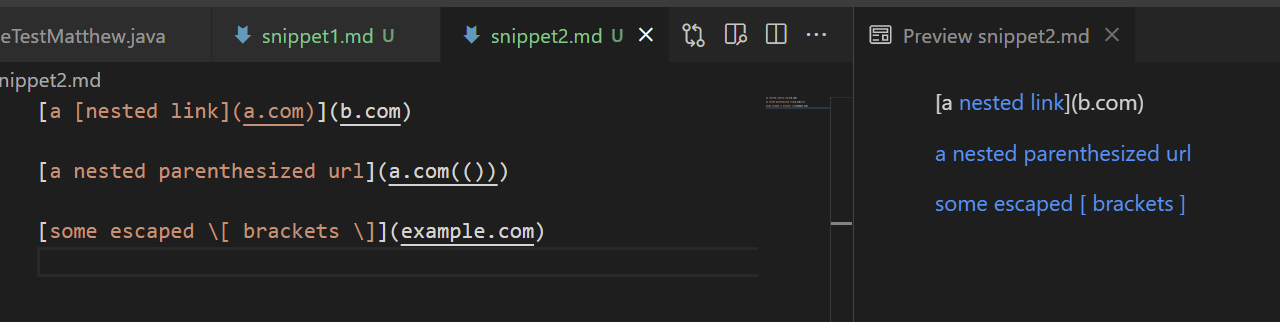 eTestMatthew.java snippet1.md U snippet2.md U Preview snippet2.md
nippet2.md
[a [nested link](a.com)](b.com)
[a nested parenthesized url](a.com(()))
[some escaped \[ brackets \]](example.com)
[a nested link](b.com)
a nested parenthesized url
some escaped [ brackets ]